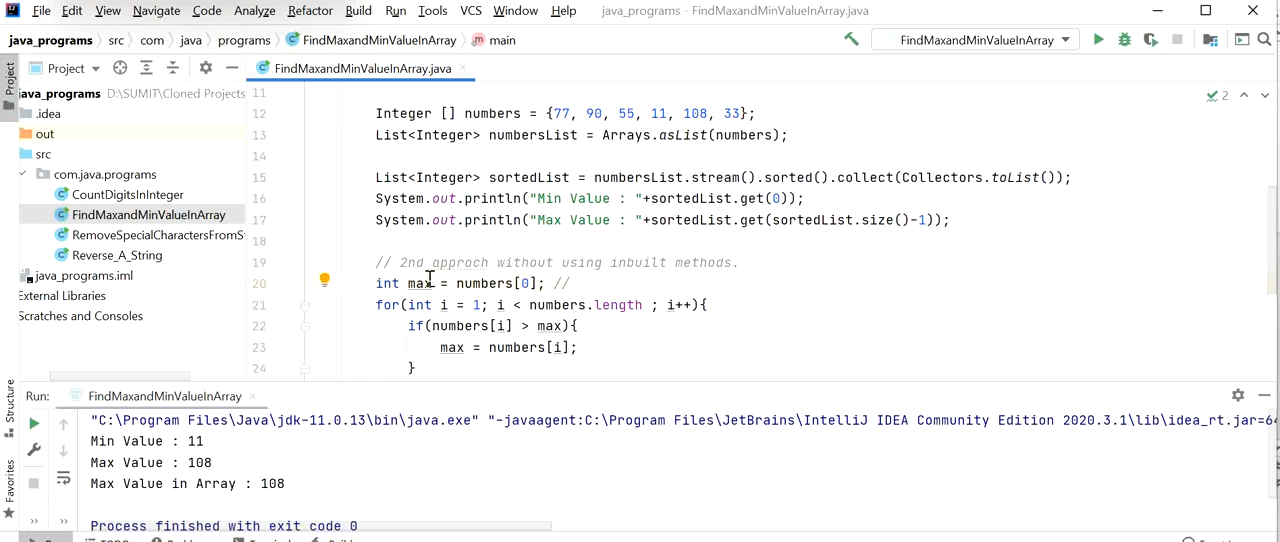 File Edit View Navigate Code Analyze Refactor Build Run Tools VCS Window Help java_programs - FindMaxandMinValueInArray.java
java_programs src com java programs FindMaxandMinValueInArray main FindMaxandMinValueInArray
Project Project FindMaxandMinValueInArray.java
java_programs D:\SUMIT\Cloned Projects
.idea
out
src
com.java.programs
CountDigitsInInteger
FindMaxandMinValueInArray
RemoveSpecialCharactersFromSt
Reverse_A_String
java_programs.iml
External Libraries
Scratches and Consoles
2
11
12 Integer [] numbers = {77, 90, 55, 11, 108, 33};
13 List<Integer> numbersList = Arrays.asList(numbers);
14
15 List<Integer> sortedList = numbersList.stream().sorted().collect(Collectors.toList());
16 System.out.println("Min Value : "+sortedList.get(0));
17 System.out.println("Max Value : "+sortedList.get(sortedList.size()-1));
18
19 // 2nd approch without using inbuilt methods.
20 int max = numbers[0]; //
21 for(int i = 1; i < numbers.length ; i++){
22 if(numbers[i] > max){
23 max = numbers[i];
24 }
Structure
Favorites
Run: FindMaxandMinValueInArray
"C:\Program Files\Java\jdk-11.0.13\bin\java.exe" "-javaagent:C:\Program Files\JetBrains\IntelliJ IDEA Community Edition 2020.3.1\lib\idea_rt.jar=64
Min Value : 11
Max Value : 108
Max Value in Array : 108
Process finished with exit code 0